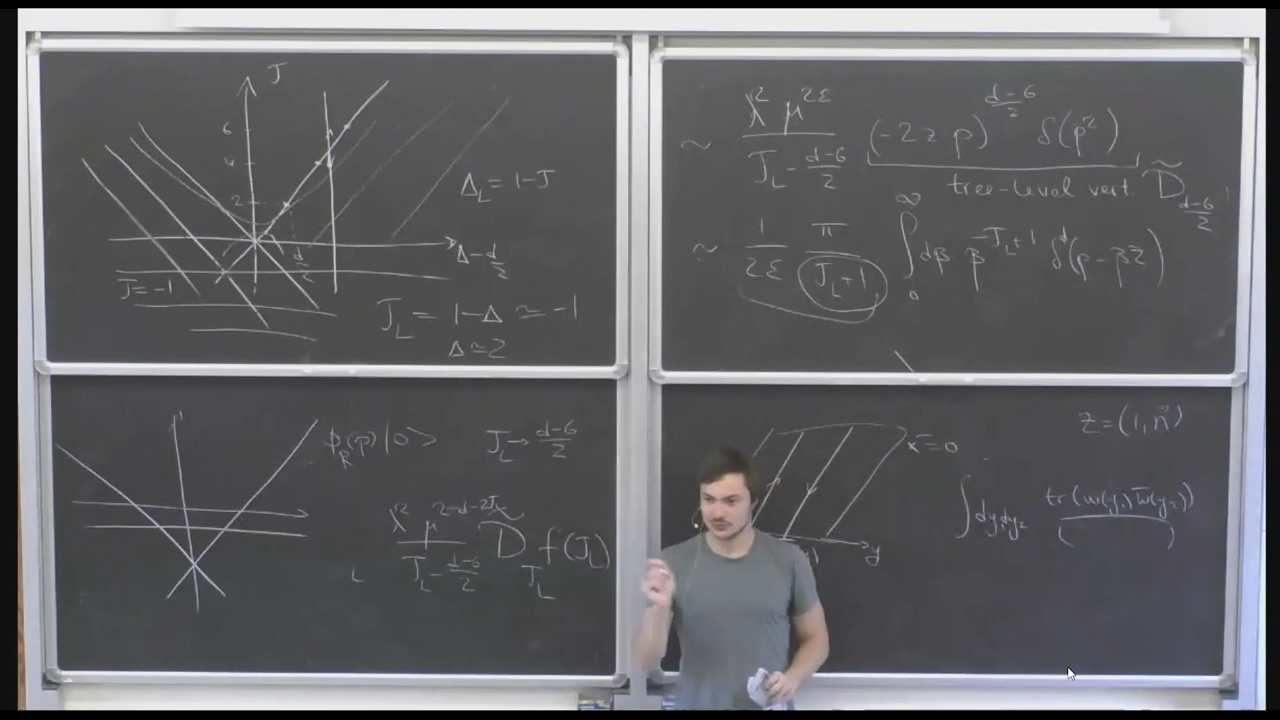 J
6
4
2
Δ_L = 1-J
Δ-d/2
d/2
J=-1
J_L = 1-Δ ≃ -1
Δ≃2
~ λ² μ^{2ε} / (J_L - (d-6)/2) (-2z p)^{(d-6)/2} δ(p²)
tree-level vert. D̃_{(d-6)/2}
~ 1/2ε π/(J_L+1) ∫_0^∞ dβ β^{-J_L+1} δ^d(p-βz)
φ_R(p)|0> J_L→(d-6)/2
λ² μ^{2-d-2J_L} / (J_L - (d-6)/2) D̃_{J_L} f(J_L)
z=(1,n⃗)
x⁻=0
y
∫dy₁dy₂ tr(w(y₁)w̄(y₂)) / ( )